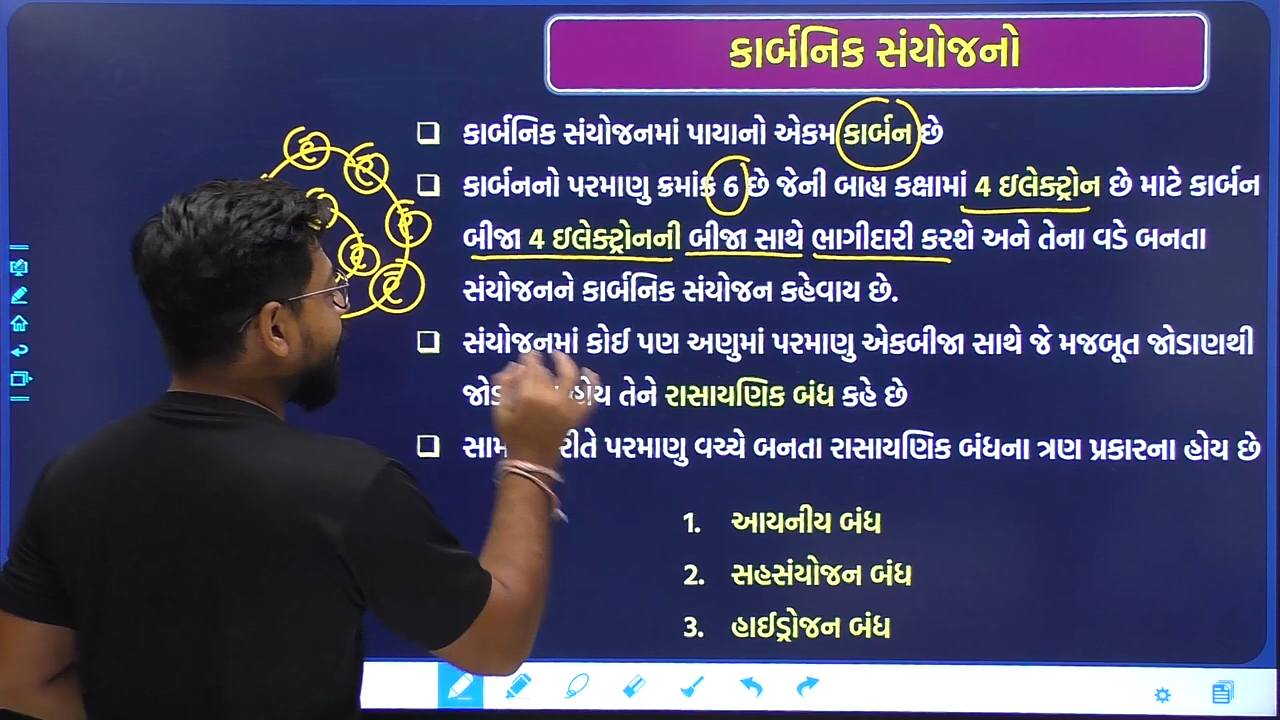 કાર્બનિક સંયોજનો
કાર્બનિક સંયોજનમાં પાયાનો એકમ કાર્બન છે
કાર્બનનો પરમાણુ ક્રમાંક 6 છે જેની બાહ્ય કક્ષામાં 4 ઇલેક્ટ્રોન છે માટે કાર્બન
બીજા 4 ઇલેક્ટ્રોનની બીજા સાથે ભાગીદારી કરશે અને તેના વડે બનતા
સંયોજનને કાર્બનિક સંયોજન કહેવાય છે.
સંયોજનમાં કોઈ પણ અણુમાં પરમાણુ એકબીજા સાથે જે મજબૂત જોડાણથી
તેને રાસાયણિક બંધ કહે છે
રીતે પરમાણુ વચ્ચે બનતા રાસાયણિક બંધના ત્રણ પ્રકારના હોય છે
1. આયનીય બંધ
2. સહસંયોજન બંધ
3. હાઈડ્રોજન બંધ